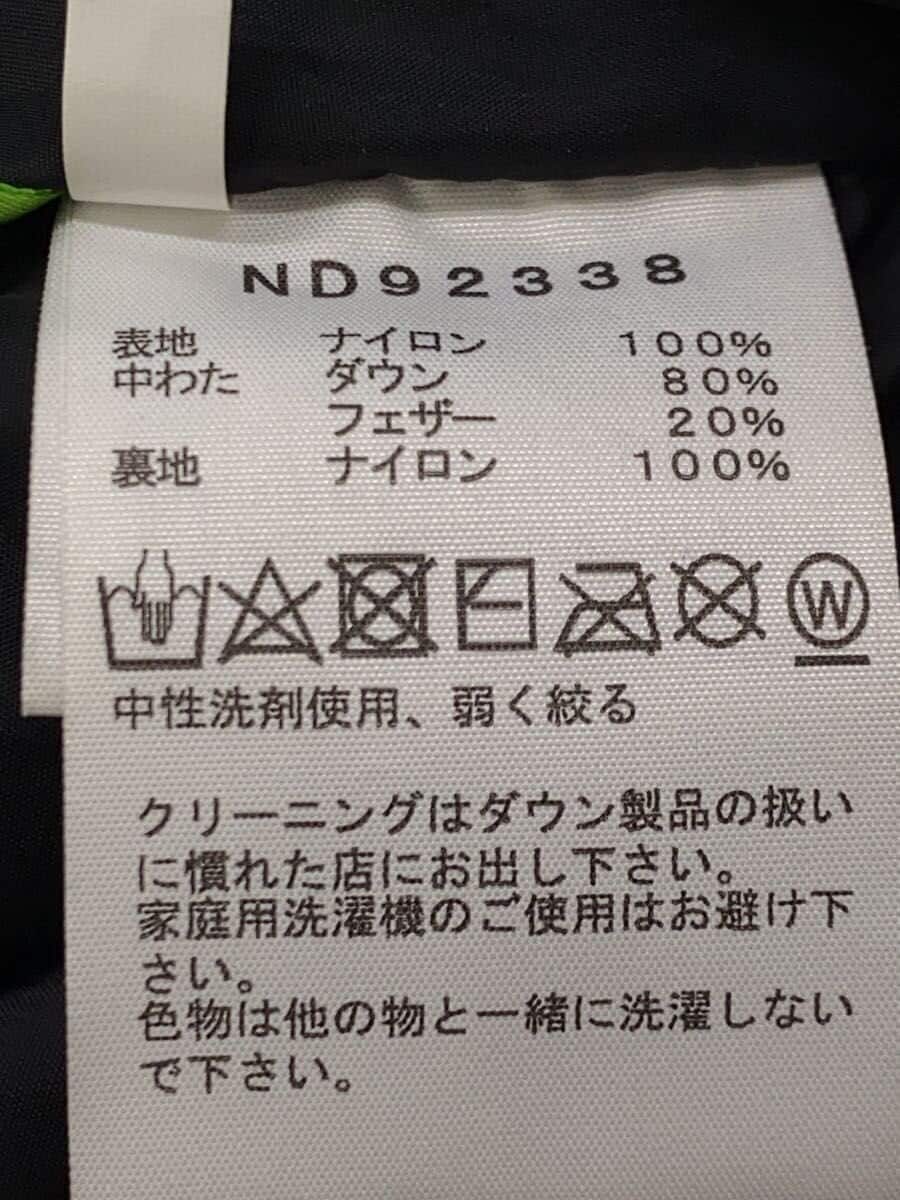 ND92338
表地 ナイロン 100%
中わた ダウン 80%
フェザー 20%
裏地 ナイロン 100%
W
中性洗剤使用、弱く絞る
クリーニングはダウン製品の扱い
に慣れた店にお出し下さい。
家庭用洗濯機のご使用はお避け下
さい。
色物は他の物と一緒に洗濯しない
で下さい。